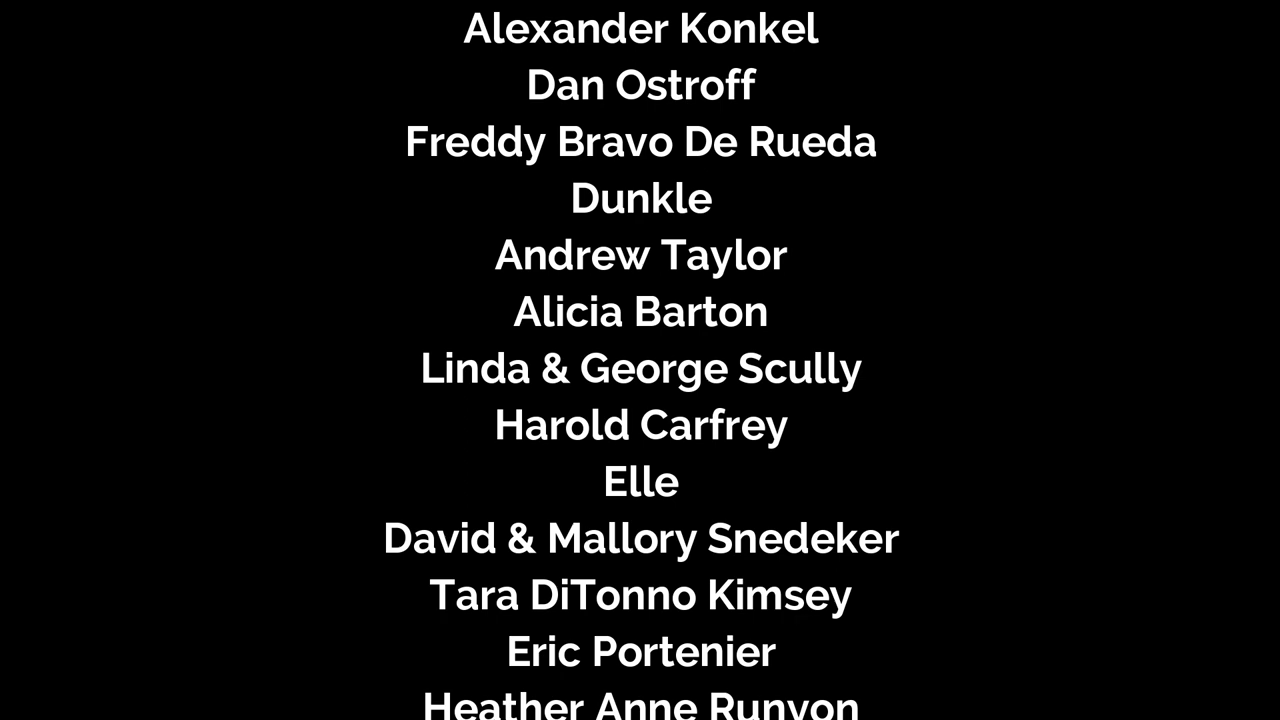 Alexander Konkel
Dan Ostroff
Freddy Bravo De Rueda
Dunkle
Andrew Taylor
Alicia Barton
Linda & George Scully
Harold Carfrey
Elle
David & Mallory Snedeker
Tara DiTonno Kimsey
Eric Portenier
Heather Anne Runyon